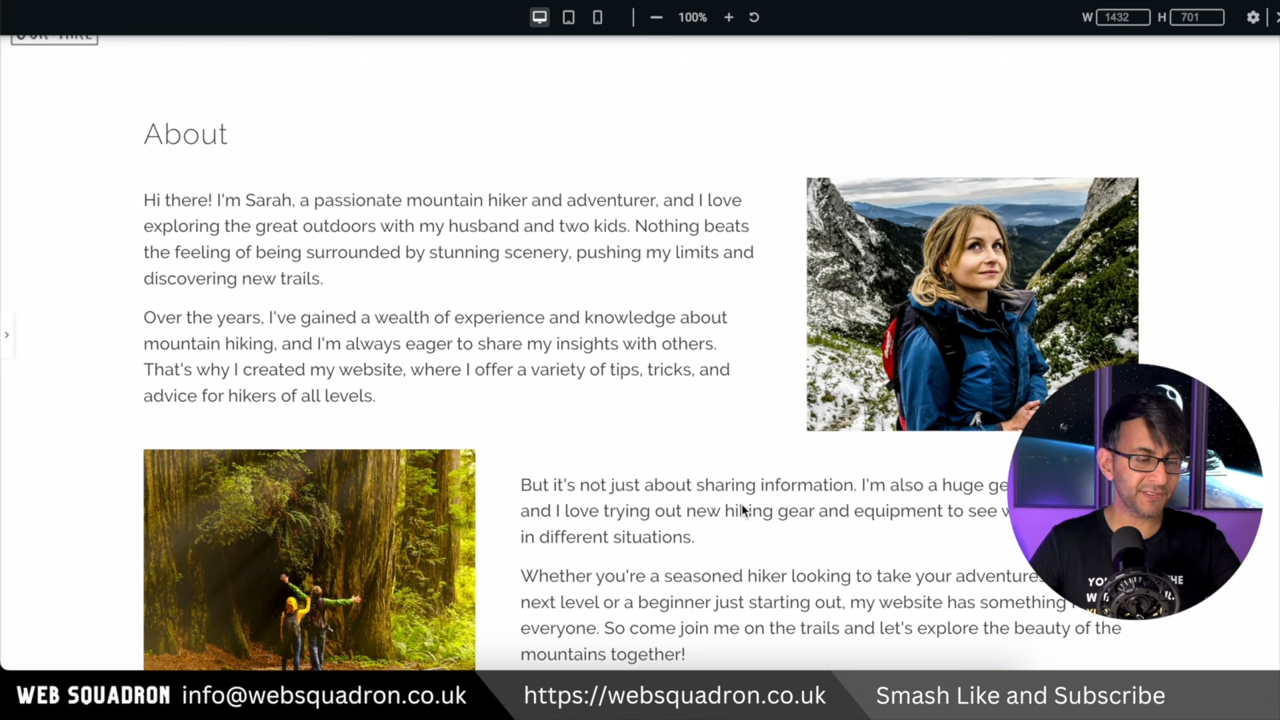 100%
W 1432 H 701
About
Hi there! I'm Sarah, a passionate mountain hiker and adventurer, and I love
exploring the great outdoors with my husband and two kids. Nothing beats
the feeling of being surrounded by stunning scenery, pushing my limits and
discovering new trails.
Over the years, I've gained a wealth of experience and knowledge about
mountain hiking, and I'm always eager to share my insights with others.
That's why I created my website, where I offer a variety of tips, tricks, and
advice for hikers of all levels.
But it's not just about sharing information. I'm also a huge
and I love trying out new hiking gear and equipment to see
in different situations.
Whether you're a seasoned hiker looking to take your adventures
next level or a beginner just starting out, my website has something
everyone. So come join me on the trails and let's explore the beauty of the
mountains together!
WEB SQUADRON info@websquadron.co.uk https://websquadron.co.uk Smash Like and Subscribe